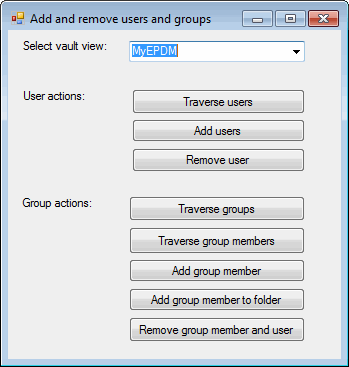 Add and remove users and groups
Select vault view: MyEPDM
User actions: Traverse users
Add users
Remove user
Group actions: Traverse groups
Traverse group members
Add group member
Add group member to folder
Remove group member and user